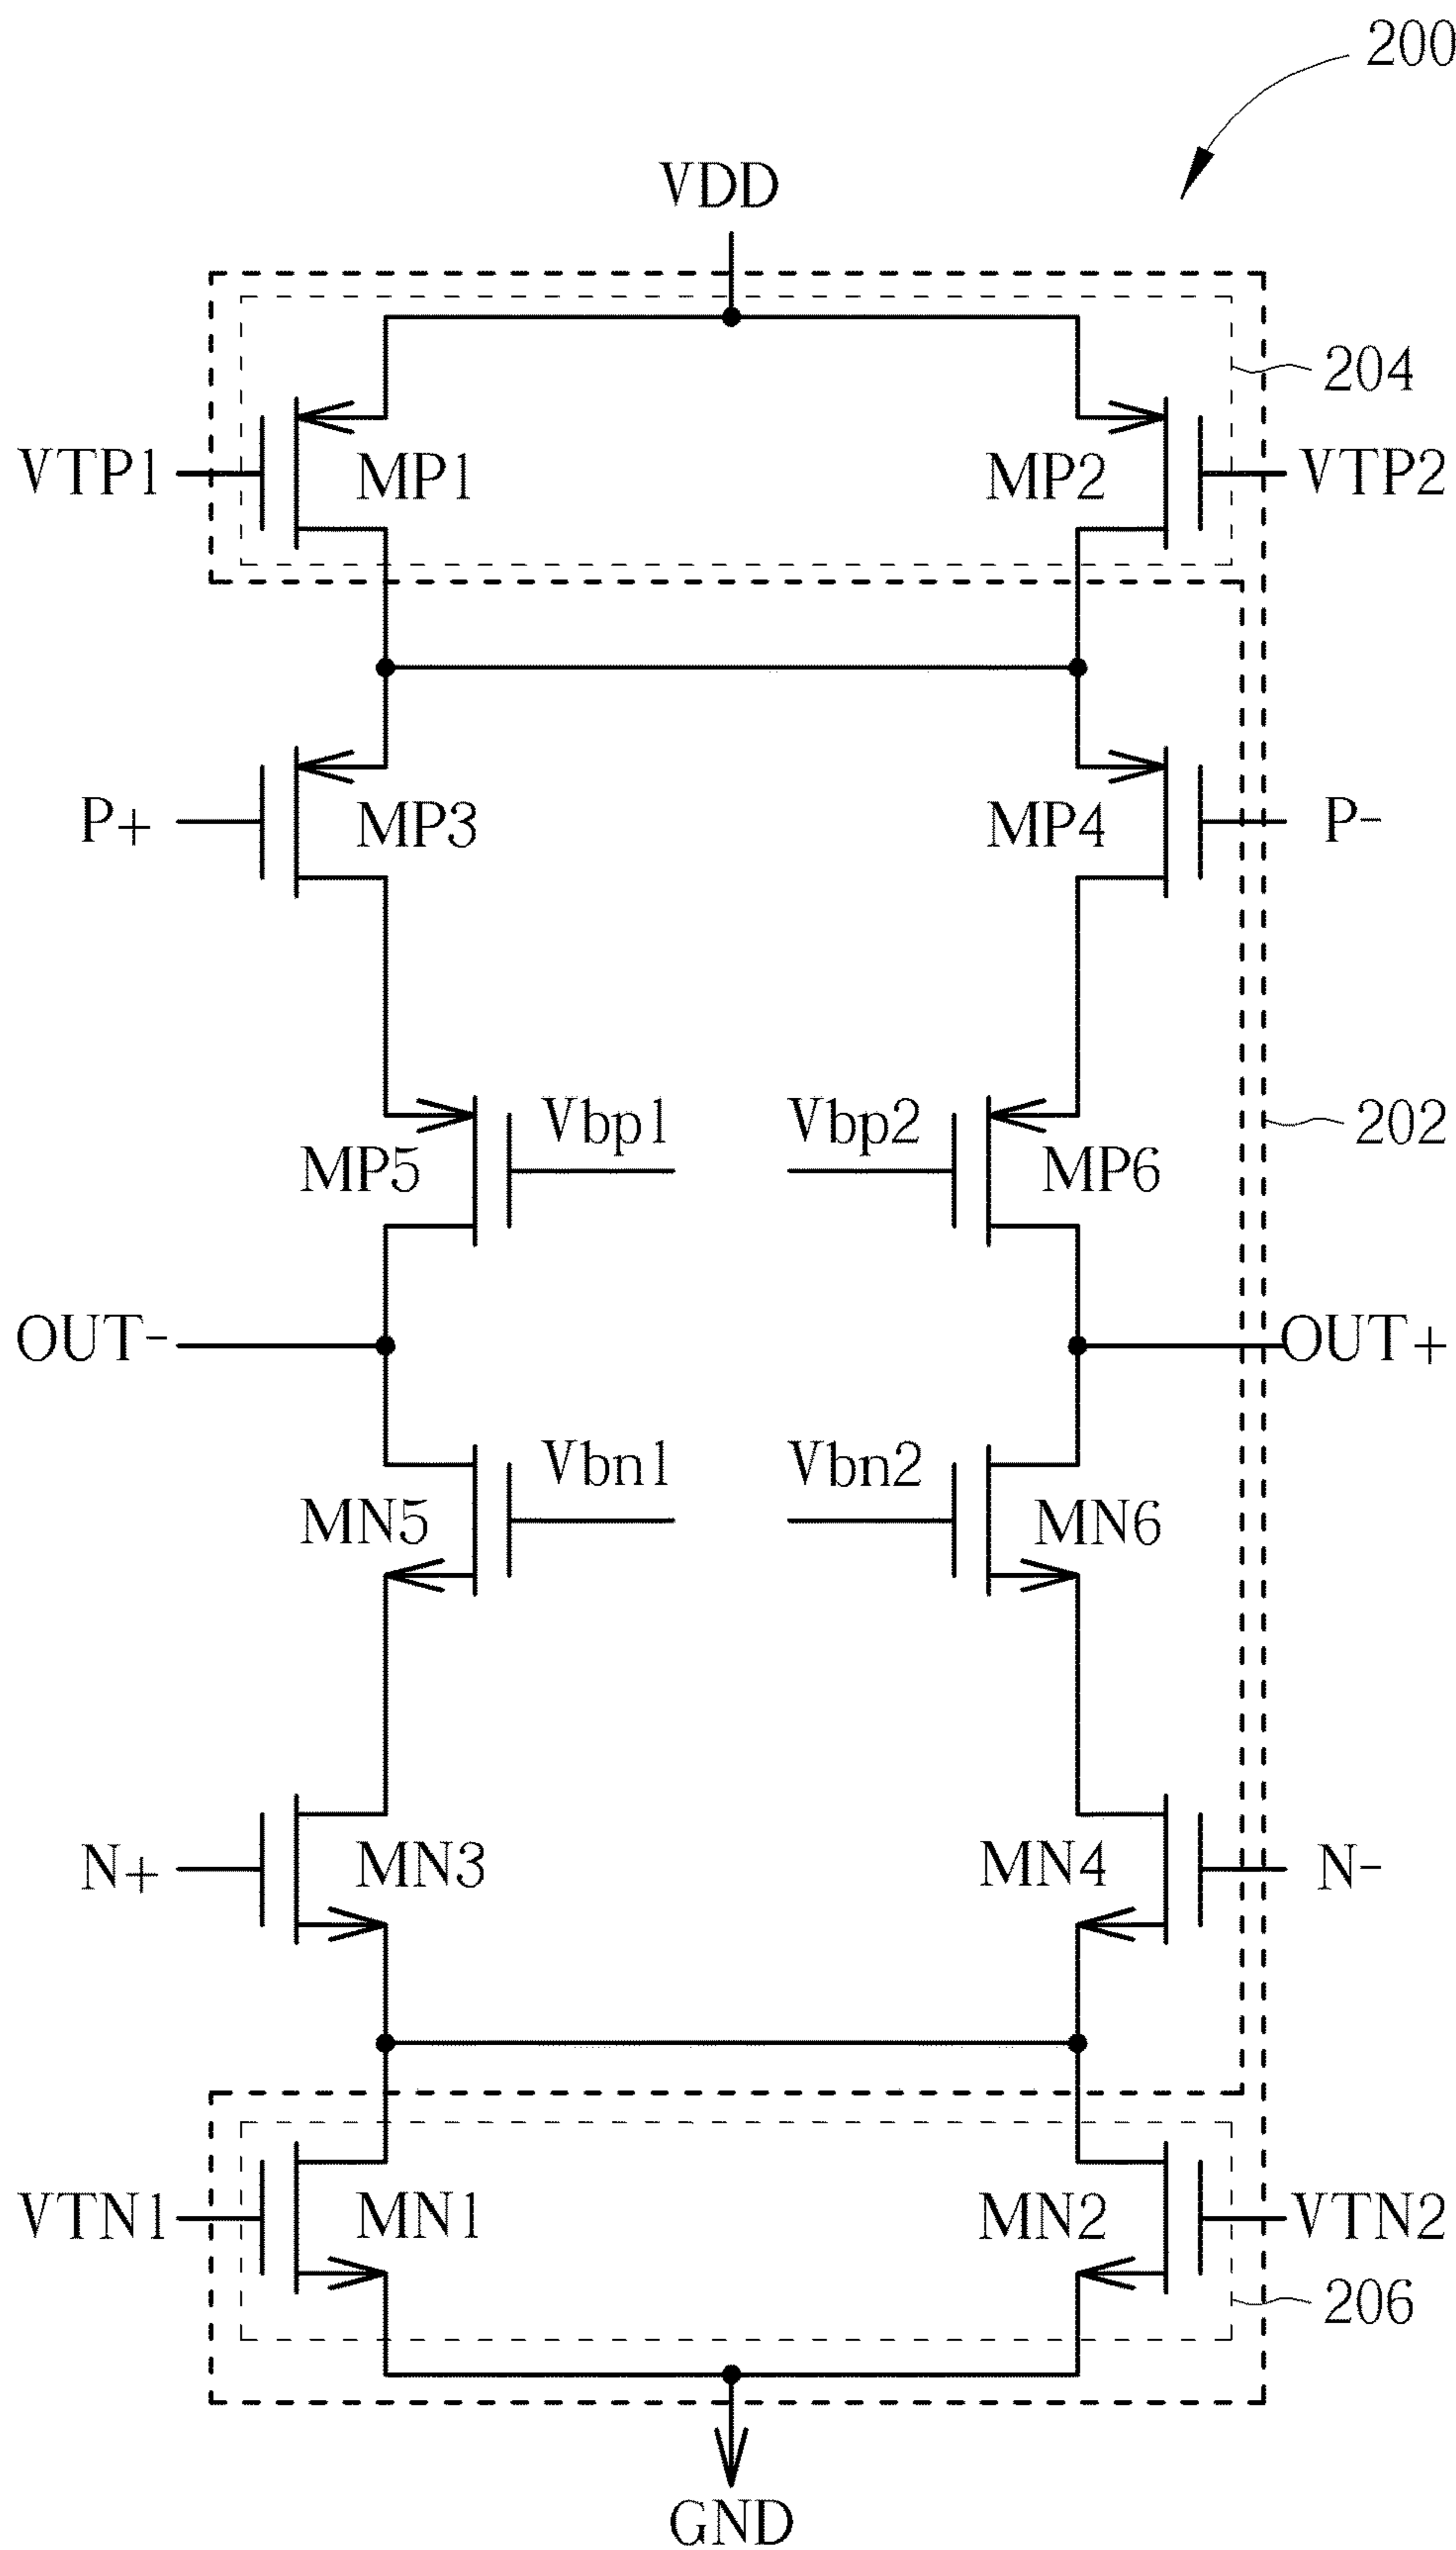 200
VDD
204
VTP1 MP1 MP2 VTP2
P+ MP3 MP4 P-
Vbp1 Vbp2
202
MP5 MP6
OUT- OUT+
Vbn1 Vbn2
MN5 MN6
N+ MN3 MN4 N-
VTN1 MN1 MN2 VTN2
206
GND